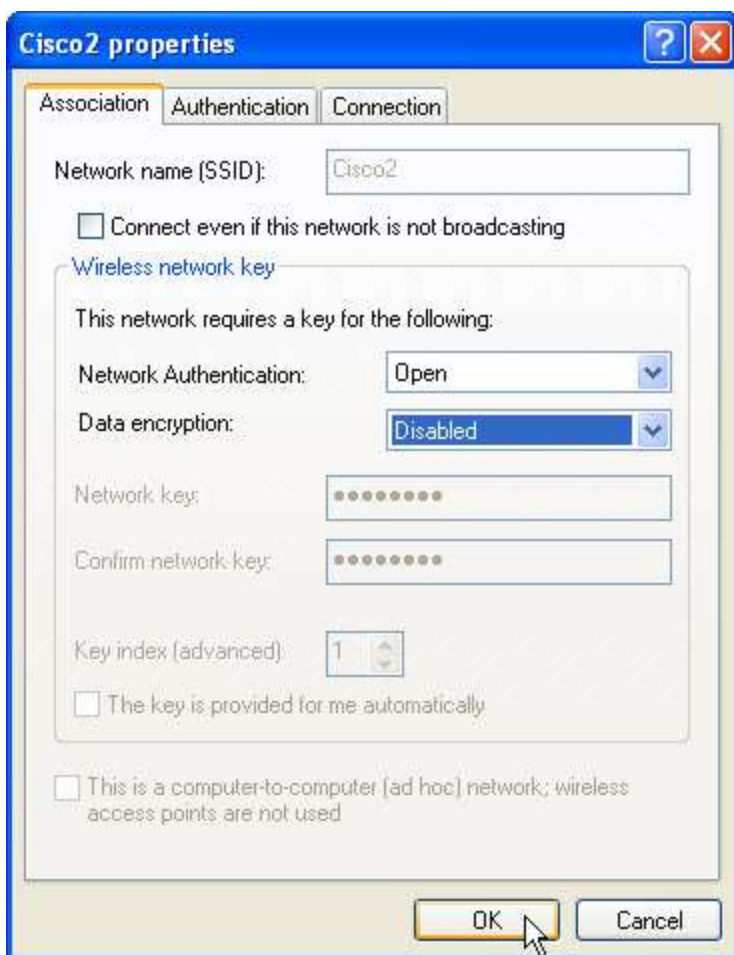 Cisco2 properties
Association Authentication Connection
Network name (SSID): Cisco2
Connect even if this network is not broadcasting
Wireless network key
This network requires a key for the following:
Network Authentication: Open
Data encryption: Disabled
Network key: ••••••••
Confirm network key: ••••••••
Key index (advanced): 1
The key is provided for me automatically
This is a computer-to-computer (ad hoc) network; wireless
access points are not used
OK Cancel